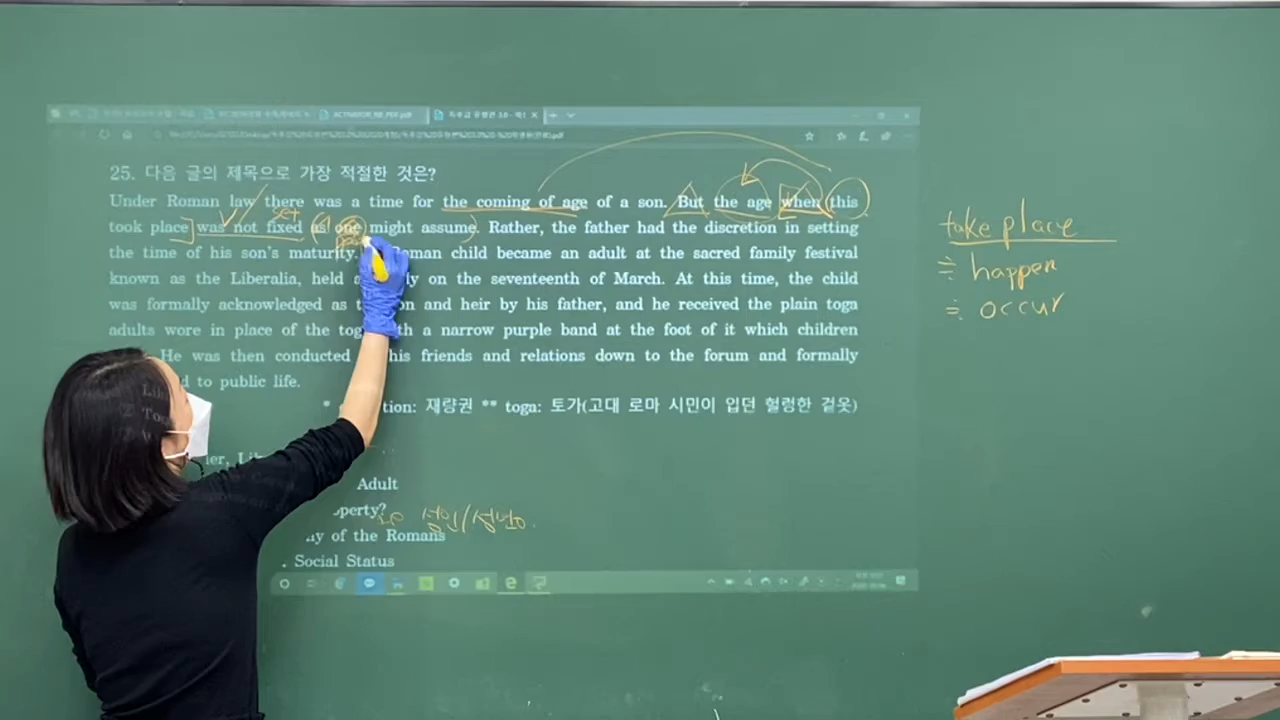 ACTIVATOR_RE_PDF.pdf
25. 다음 글의 제목으로 가장 적절한 것은?
Under Roman law there was a time for the coming of age of a son. But the age when this
set
took place was not fixed (as one might assume). Rather, the father had the discretion in setting
the time of his son's maturity. child became an adult at the sacred family festival
known as the Liberalia, held on the seventeenth of March. At this time, the child
was formally acknowledged as and heir by his father, and he received the plain toga
adults wore in place of the a narrow purple band at the foot of it which children
He was then conducted his friends and relations down to the forum and formally
to public life.
* 재량권 ** toga: 토가(고대 로마 시민이 입던 헐렁한 겉옷)
Adult
성인/성년
of the Romans
Social Status
take place
≒ happen
≒ occur